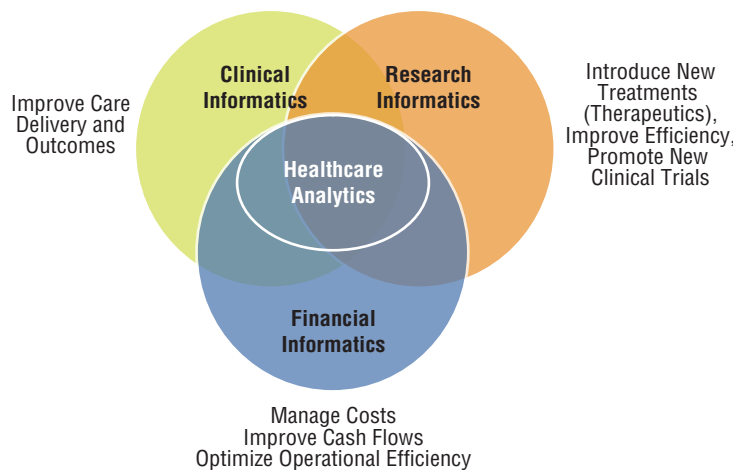 Clinical
Informatics
Research
Informatics
Improve Care
Delivery and
Outcomes
Introduce New
Treatments
(Therapeutics),
Improve Efficiency,
Promote New
Clinical Trials
Healthcare
Analytics
Financial
Informatics
Manage Costs
Improve Cash Flows
Optimize Operational Efficiency